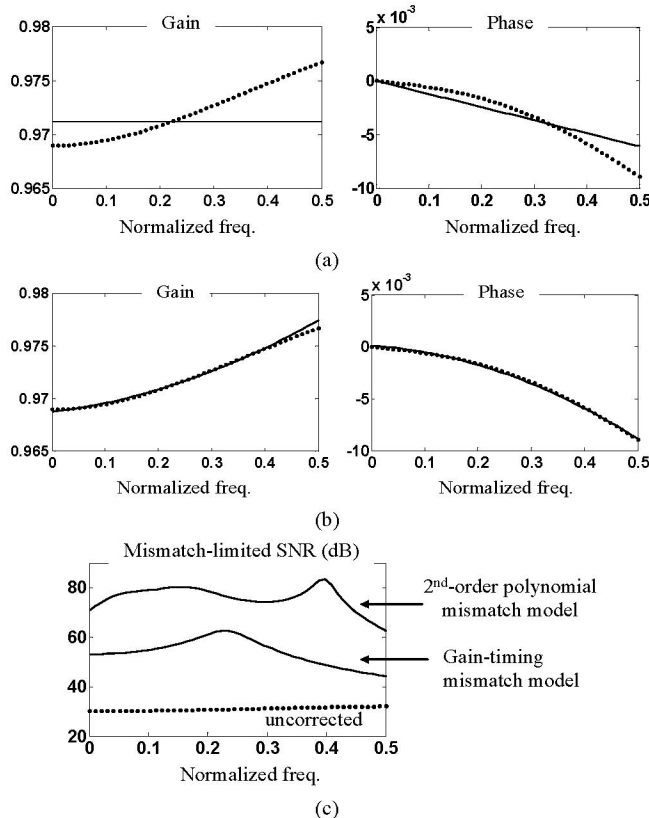 Gain
0.98
0.975
0.97
0.965
0 0.1 0.2 0.3 0.4 0.5
Normalized freq.
Phase
x 10⁻³
5
0
-5
-10
0 0.1 0.2 0.3 0.4 0.5
Normalized freq.
(a)
Gain
0.98
0.975
0.97
0.965
0 0.1 0.2 0.3 0.4 0.5
Normalized freq.
Phase
x 10⁻³
5
0
-5
-10
0 0.1 0.2 0.3 0.4 0.5
Normalized freq.
(b)
Mismatch-limited SNR (dB)
80
60
40
20
2nd-order polynomial
mismatch model
Gain-timing
mismatch model
uncorrected
0 0.1 0.2 0.3 0.4 0.5
Normalized freq.
(c)